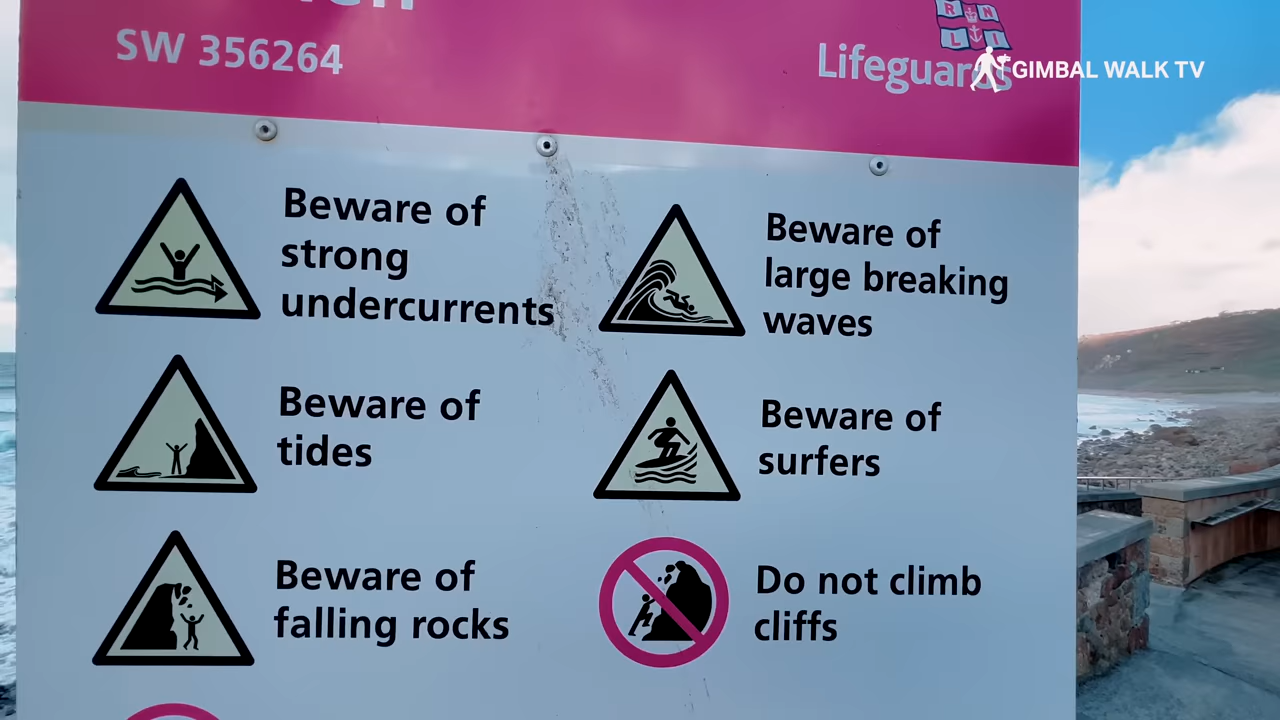 SW 356264
R N
L I
Lifeguards
GIMBAL WALK TV
Beware of
strong
undercurrents
Beware of
large breaking
waves
Beware of
tides
Beware of
surfers
Beware of
falling rocks
Do not climb
cliffs